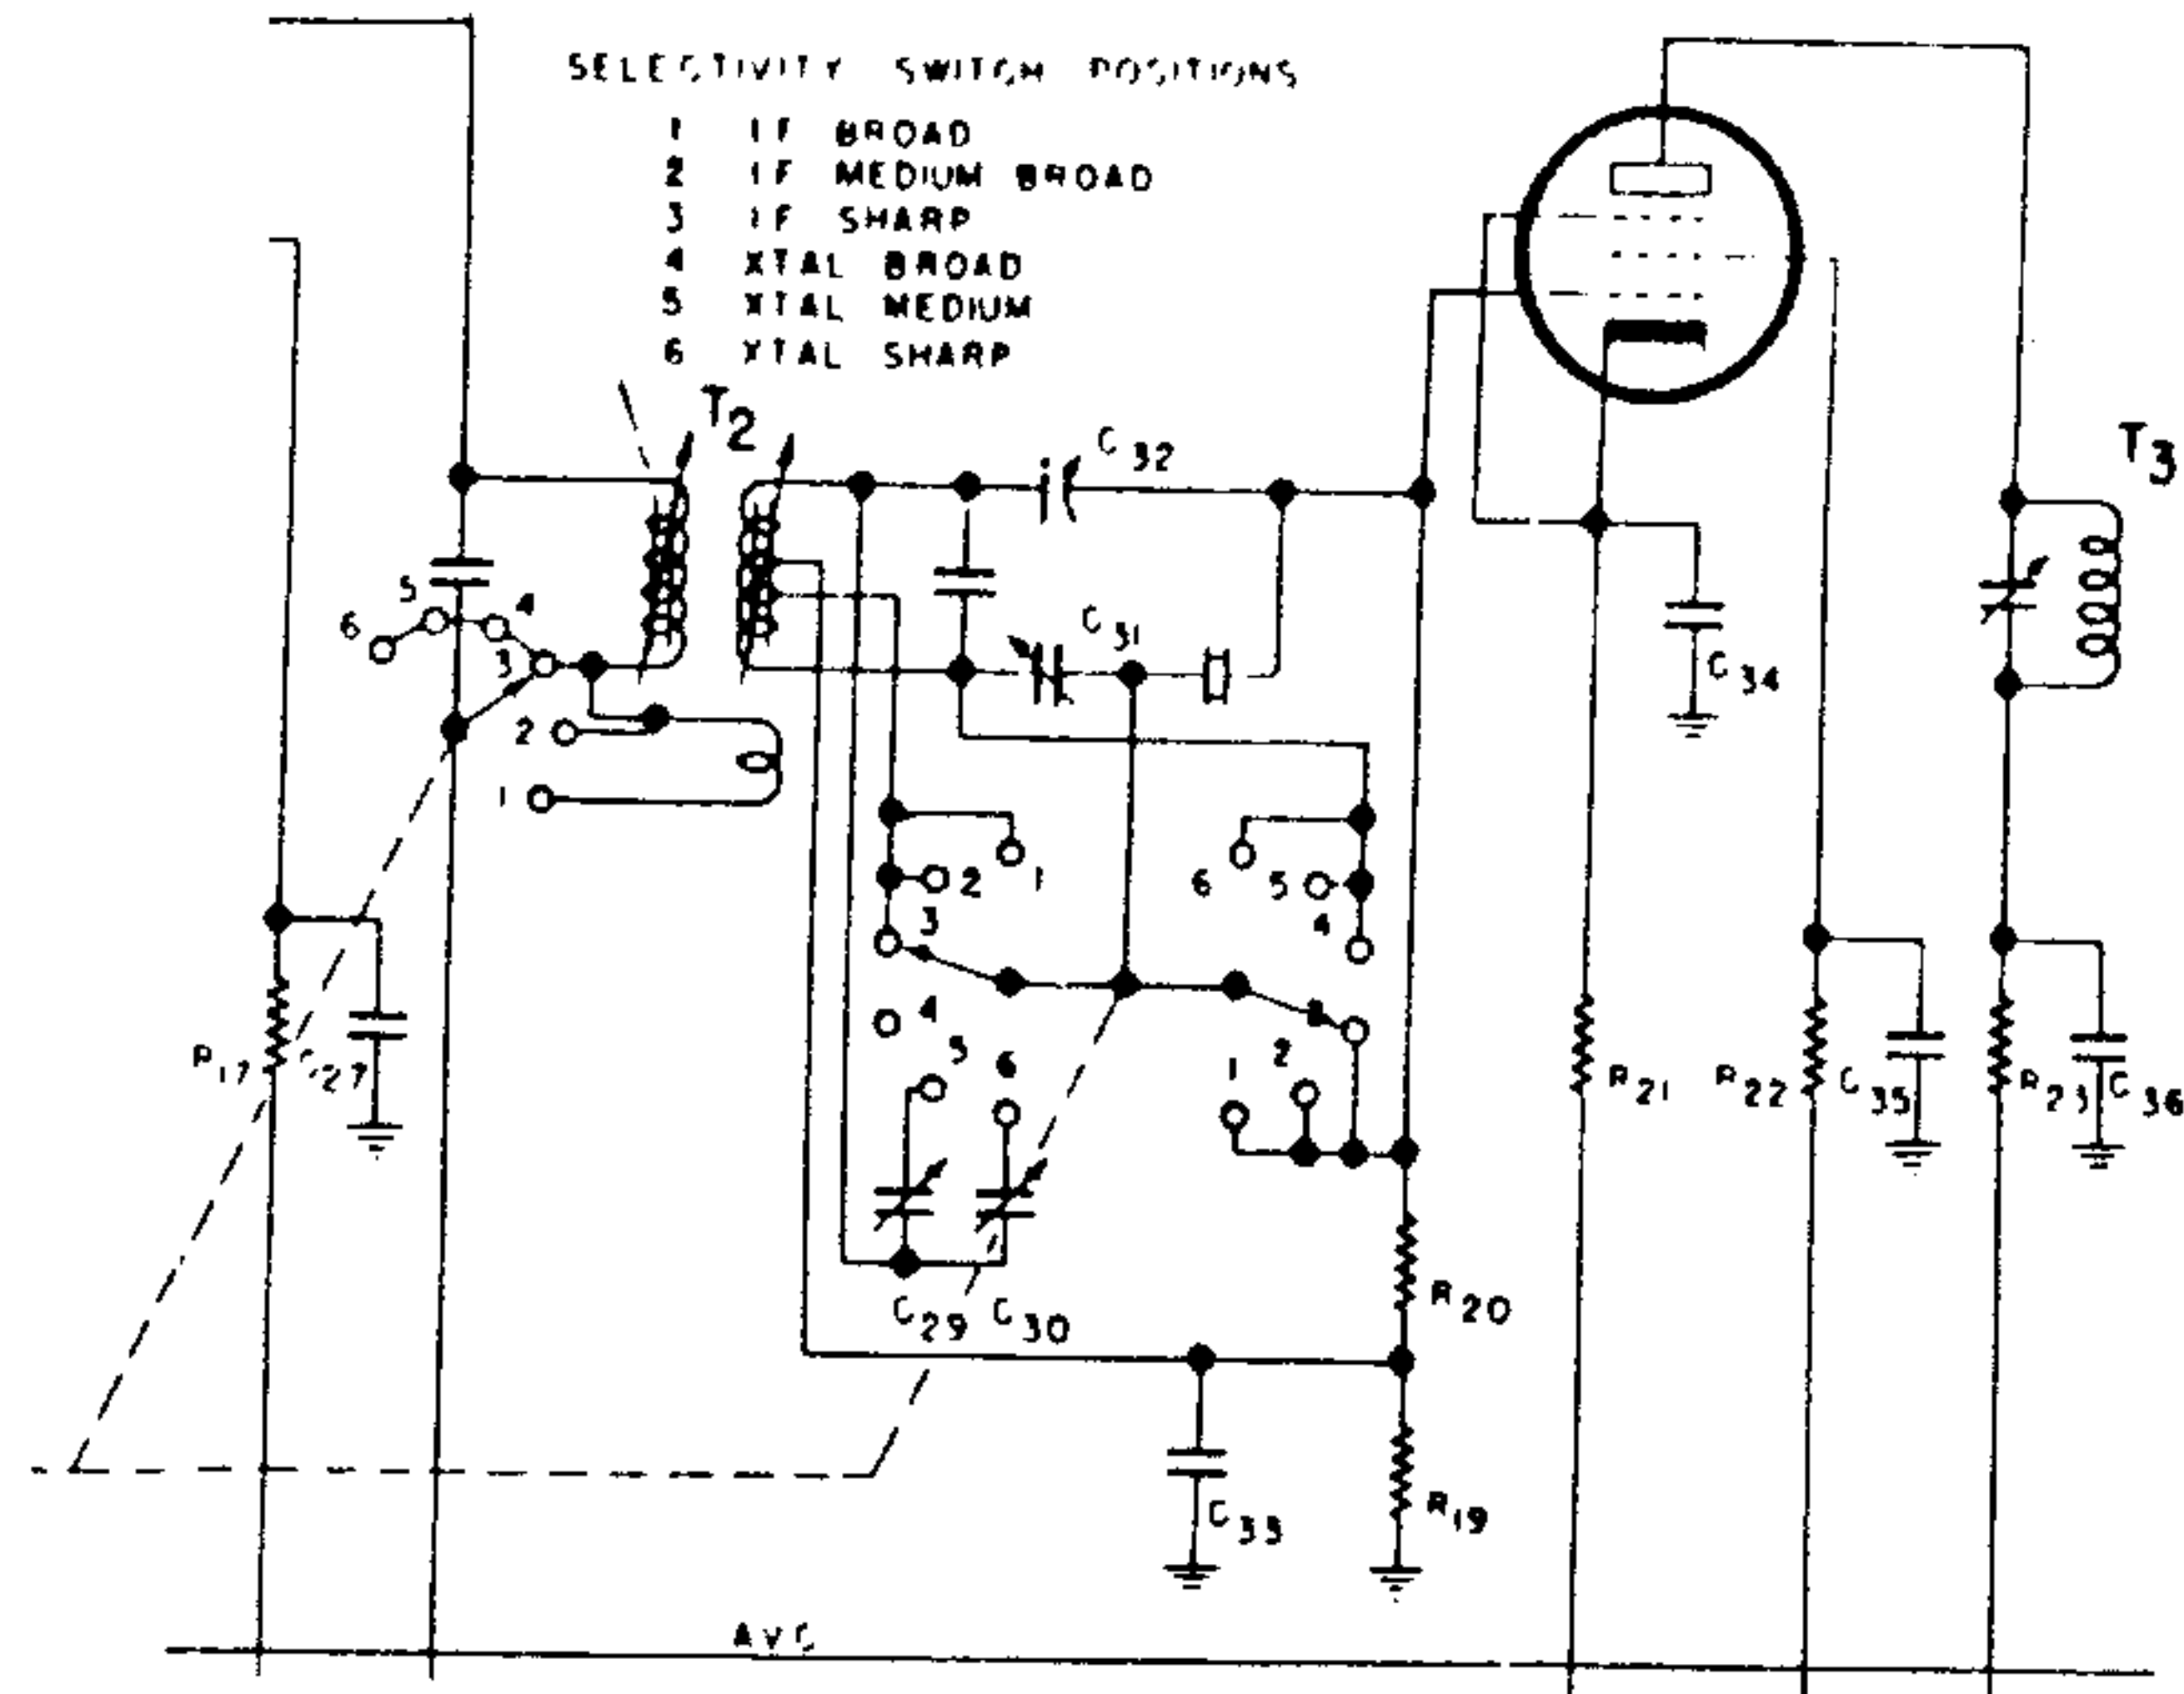 SELECTIVITY SWITCH POSITIONS
1 IF BROAD
2 IF MEDIUM BROAD
3 IF SHARP
4 XTAL BROAD
5 XTAL MEDIUM
6 XTAL SHARP
T2
C32
T3
5
4
6
3
C31
C34
2
1
2
1
6
5
3
4
4
5
6
1
2
R17
C27
R21
R22
C35
R23
C36
C29
C30
R20
C33
R19
AVC